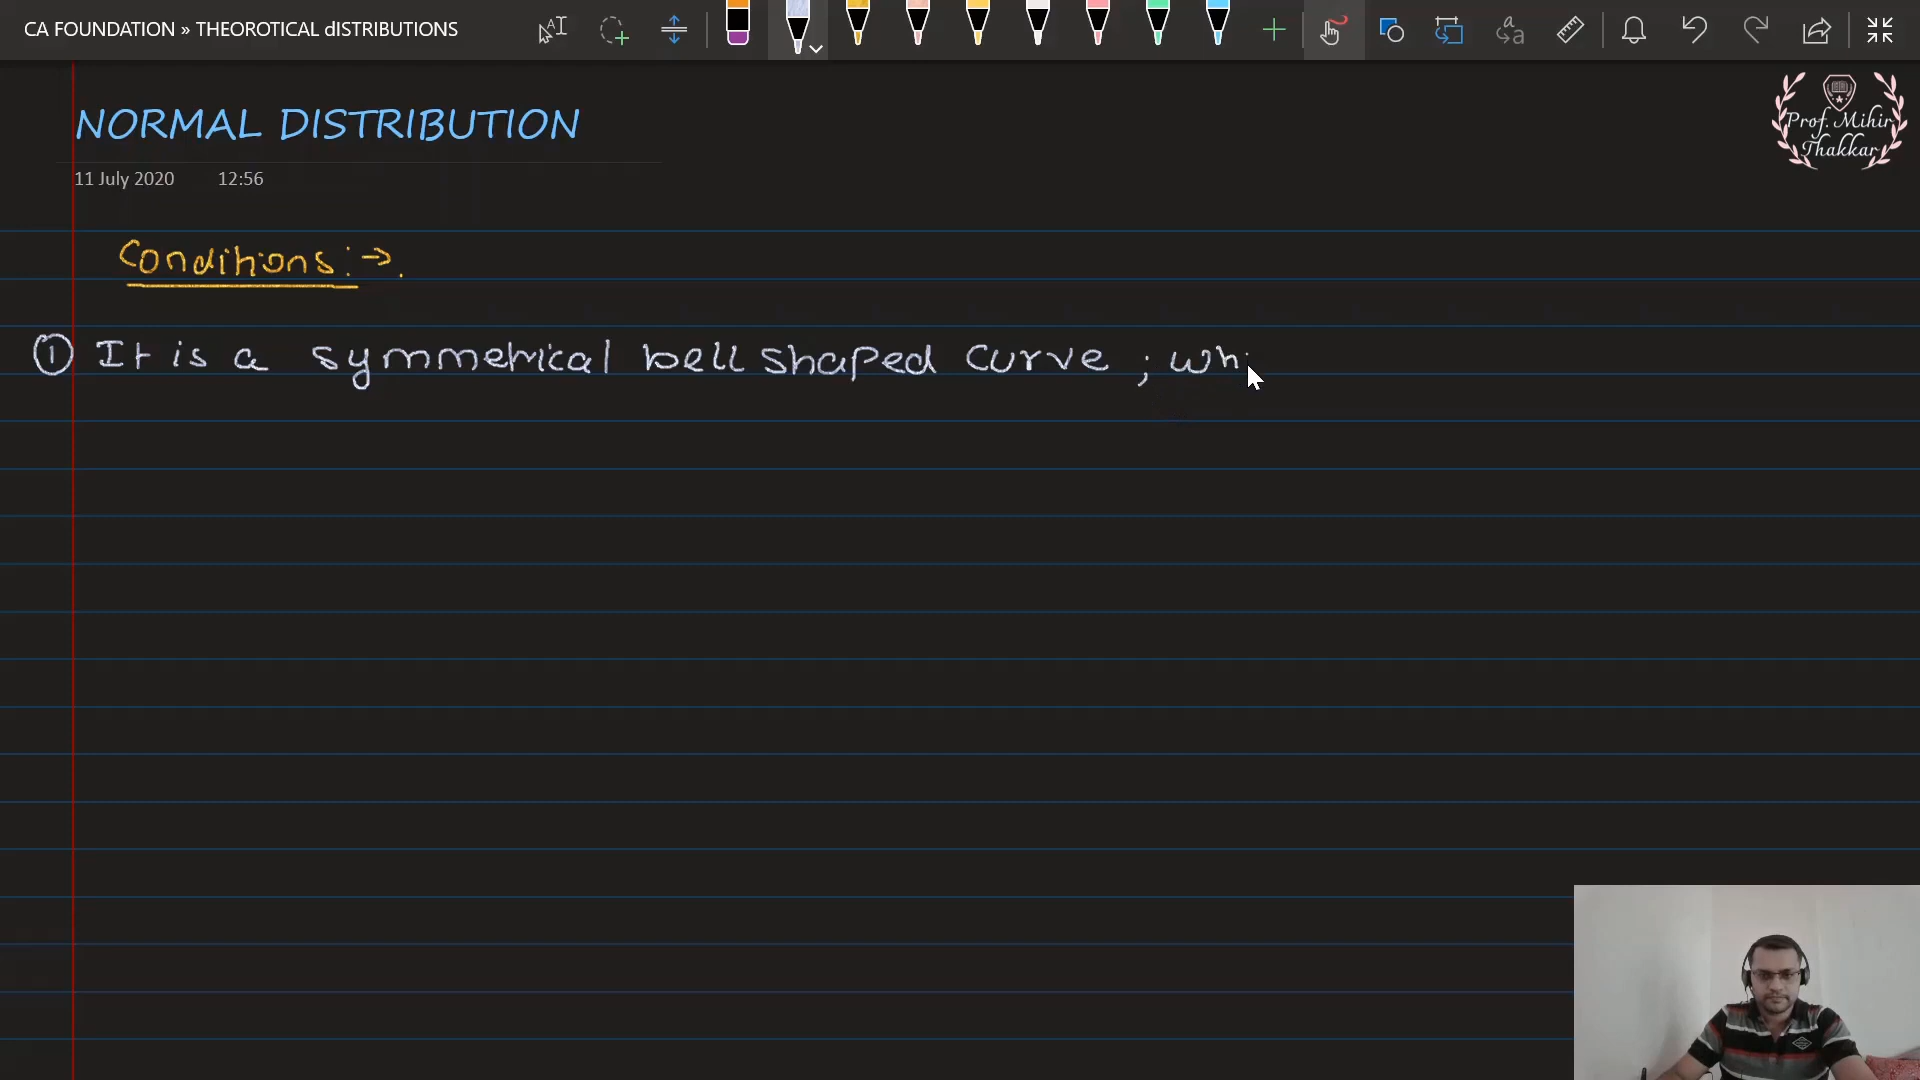 CA FOUNDATION » THEOROTICAL dISTRIBUTIONS
NORMAL DISTRIBUTION
Prof. Mihir
Thakkar
11 July 2020 12:56
Conditions :→.
① It is a symmetrical bell shaped curve ; whi